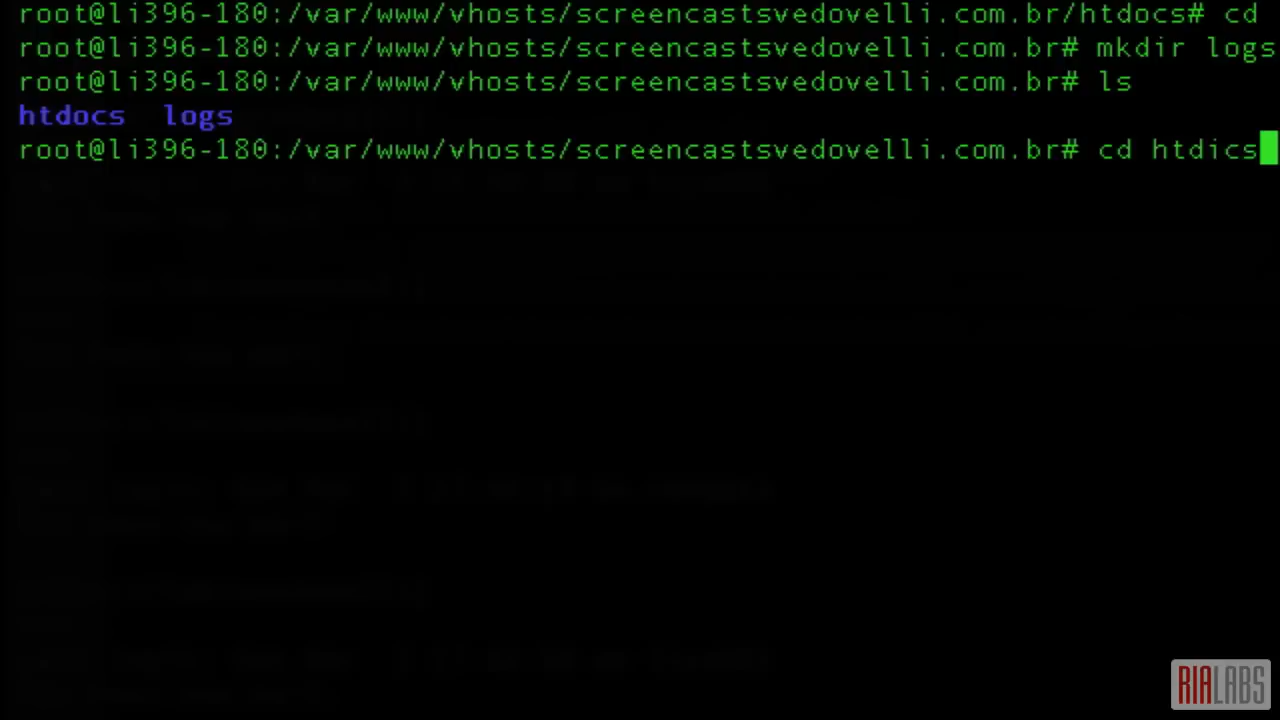 root@li396-180:/var/www/vhosts/screencastsvedovelli.com.br/htdocs# cd
root@li396-180:/var/www/vhosts/screencastsvedovelli.com.br# mkdir logs
root@li396-180:/var/www/vhosts/screencastsvedovelli.com.br# ls
htdocs  logs
root@li396-180:/var/www/vhosts/screencastsvedovelli.com.br# cd htdics
RIALABS